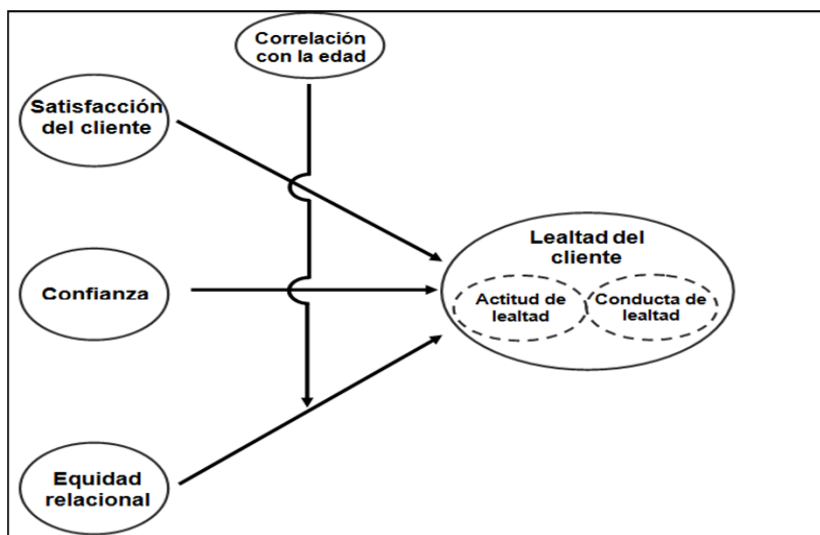 Correlación
con la edad
Satisfacción
del cliente
Lealtad del
cliente
Confianza
Actitud de
lealtad
Conducta de
lealtad
Equidad
relacional